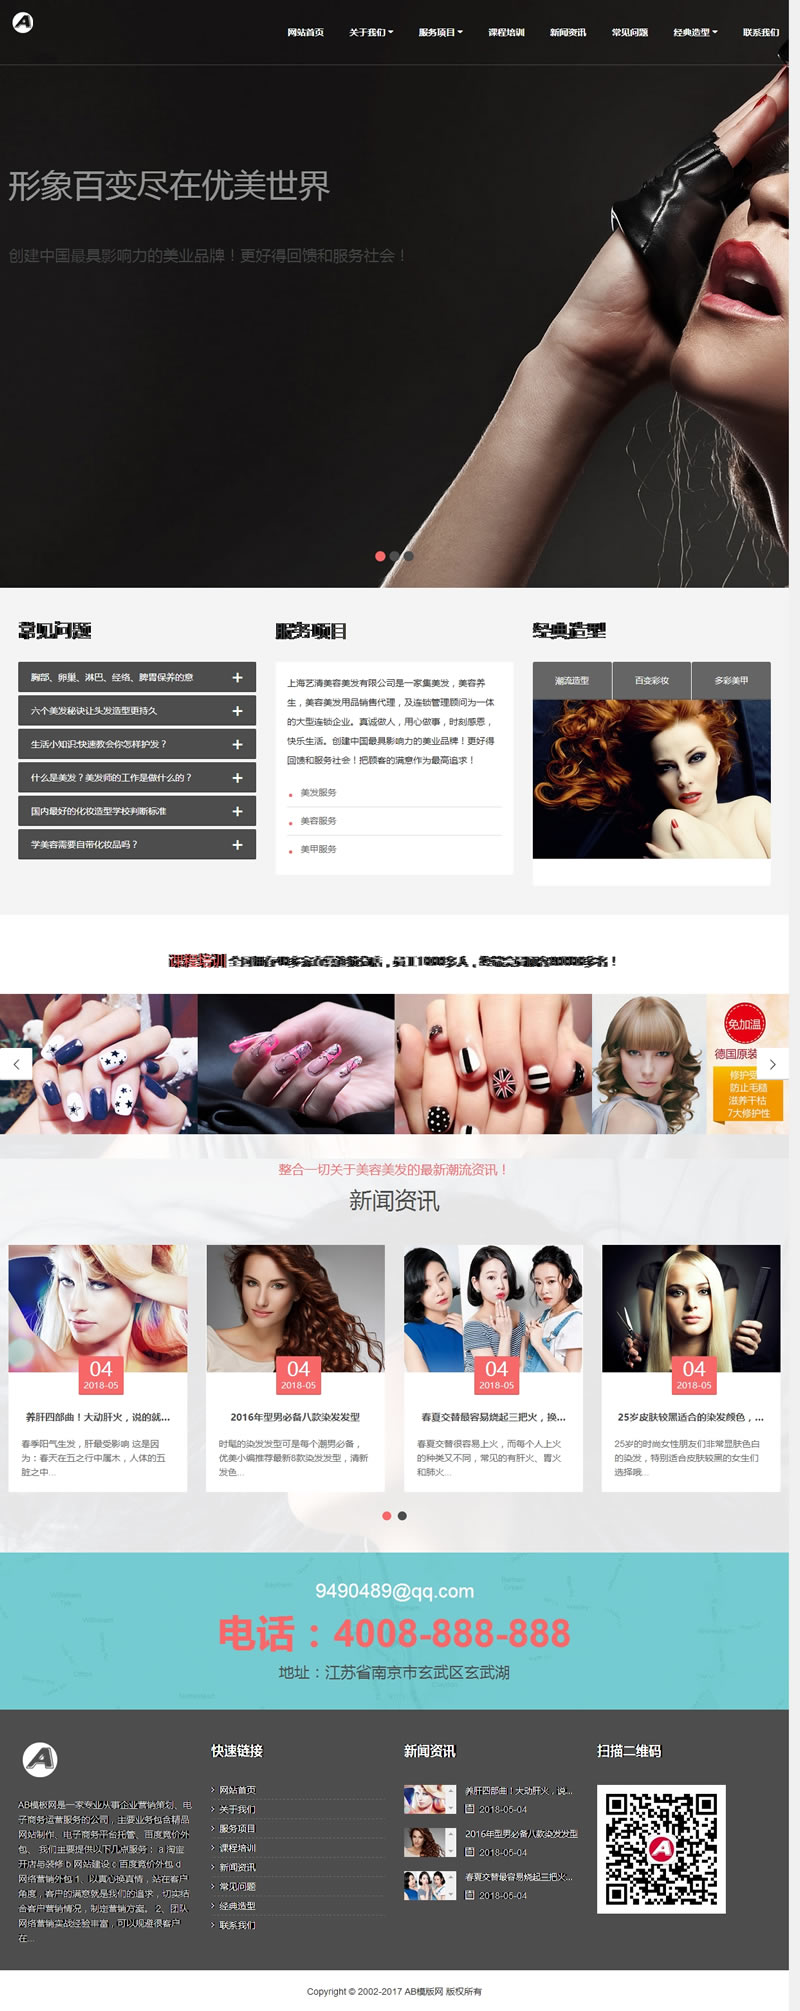 网站首页 关于我们 服务项目 课程培训 新闻资讯 常见问题 经典造型 联系我们
形象百变尽在优美世界
创建中国最具影响力的美业品牌！更好得回馈和服务社会！
常见问题 服务项目 经典造型
胸部、卵巢、淋巴、经络、脾胃保养的意
六个美发秘诀让头发造型更持久
生活小知识:快速教会你怎样护发？
什么是美发？美发师的工作是做什么的？
国内最好的化妆造型学校判断标准
学美容需要自带化妆品吗？
上海艺清美容美发有限公司是一家集美发，美容养
生，美容美发用品销售代理，及连锁管理顾问为一体
的大型连锁企业。真诚做人，用心做事，时刻感恩，
快乐生活。创建中国最具影响力的美业品牌！更好得
回馈和服务社会！把顾客的满意作为最高追求！
美发服务
美容服务
美甲服务
潮流造型 百变彩妆 多彩美甲
课程培训
免加温
德国原装
修护受
防止毛糙
滋养干枯
7大修护性
整合一切关于美容美发的最新潮流资讯！
新闻资讯
04
2018-05
养肝四部曲！大动肝火，说的就...
春季阳气生发，肝最受影响 这是因
为：春天在五之行中属木，人体的五
脏之中...
04
2018-05
2016年型男必备八款染发发型
时髦的染发发型可是每个潮男必备，
优美小编推荐最新8款染发发型，清新
发色...
04
2018-05
春夏交替最容易烧起三把火，换...
春夏交替很容易上火，而每个人上火
的种类又不同，常见的有肝火、胃火
和肺火...
04
2018-05
25岁皮肤较黑适合的染发颜色，...
25岁的时尚女性朋友们非常显肤色白
的染发，特别适合皮肤较黑的女生们
选择哦...
9490489@qq.com
电话：4008-888-888
地址：江苏省南京市玄武区玄武湖
AB模板网是一家专业从事企业营销策划、电
子商务运营服务的公司，主要业务包含精品
网站制作、电子商务平台托管、百度竞价外
包、 我们主要提供以下几点服务： a 淘宝
开店与装修 b 网站建设 c 百度竞价外包 d
网络营销外包 1、以真心换真情，站在客户
角度，客户的满意就是我们的追求，切实结
合客户营销情况，制定营销方案。 2、团队
网络营销实战经验丰富，可以规避很客户
在...
快速链接
网站首页
关于我们
服务项目
课程培训
新闻资讯
常见问题
经典造型
联系我们
新闻资讯
养肝四部曲！大动肝火，说...
2018-05-04
2016年型男必备八款染发发型
2018-05-04
春夏交替最容易烧起三把火...
2018-05-04
扫描二维码
Copyright © 2002-2017 AB模版网 版权所有